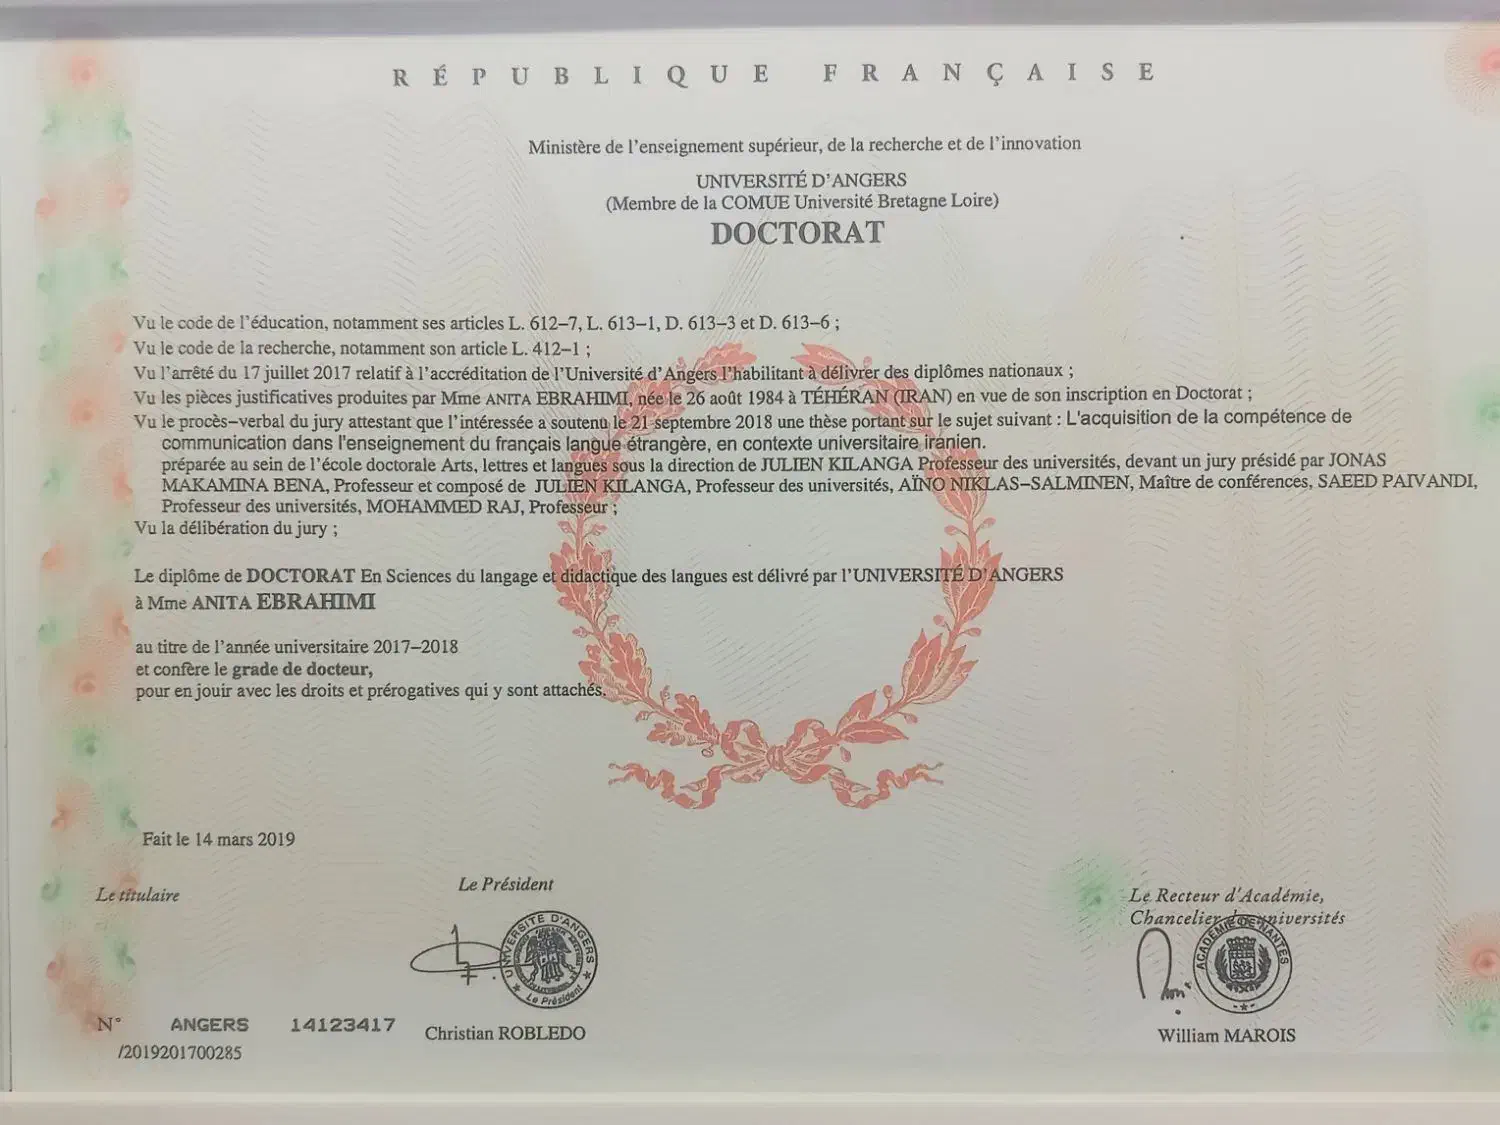 RÉPUBLIQUE FRANÇAISE
Ministère de l'enseignement supérieur, de la recherche et de l'innovation
UNIVERSITÉ D'ANGERS
(Membre de la COMUE Université Bretagne Loire)
DOCTORAT
Vu le code de l'éducation, notamment ses articles L. 612–7, L. 613–1, D. 613–3 et D. 613–6 ;
Vu le code de la recherche, notamment son article L. 412–1 ;
Vu l'arrêté du 17 juillet 2017 relatif à l'accréditation de l'Université d'Angers l'habilitant à délivrer des diplômes nationaux ;
Vu les pièces justificatives produites par Mme ANITA EBRAHIMI, née le 26 août 1984 à TÉHÉRAN (IRAN) en vue de son inscription en Doctorat ;
Vu le procès–verbal du jury attestant que l'intéressée a soutenu le 21 septembre 2018 une thèse portant sur le sujet suivant : L'acquisition de la compétence de
communication dans l'enseignement du français langue étrangère, en contexte universitaire iranien.
préparée au sein de l'école doctorale Arts, lettres et langues sous la direction de JULIEN KILANGA Professeur des universités, devant un jury présidé par JONAS
MAKAMINA BENA, Professeur et composé de JULIEN KILANGA, Professeur des universités, AÏNO NIKLAS–SALMINEN, Maître de conférences, SAEED PAIVANDI,
Professeur des universités, MOHAMMED RAJ, Professeur ;
Vu la délibération du jury ;
Le diplôme de DOCTORAT En Sciences du langage et didactique des langues est délivré par l'UNIVERSITÉ D'ANGERS
à Mme ANITA EBRAHIMI
au titre de l'année universitaire 2017–2018
et confère le grade de docteur,
pour en jouir avec les droits et prérogatives qui y sont attachés.
Fait le 14 mars 2019
Le titulaire
Le Président
Le Recteur d'Académie,
Chancelier des universités
UNIVERSITE D'ANGERS
Le Président
ACADÉMIE DE NANTES
N° ANGERS 14123417
/2019201700285
Christian ROBLEDO
William MAROIS